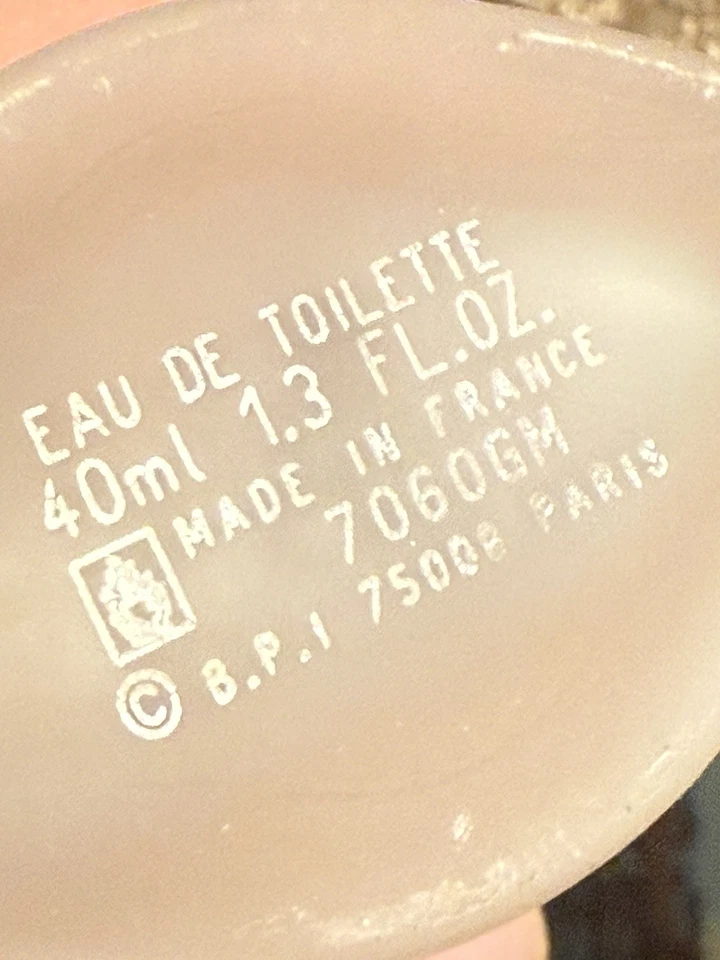 EAU DE TOILETTE
40ml 1.3 FL.OZ.
MADE IN FRANCE
7060GM
© B.P.I 75008 PARIS